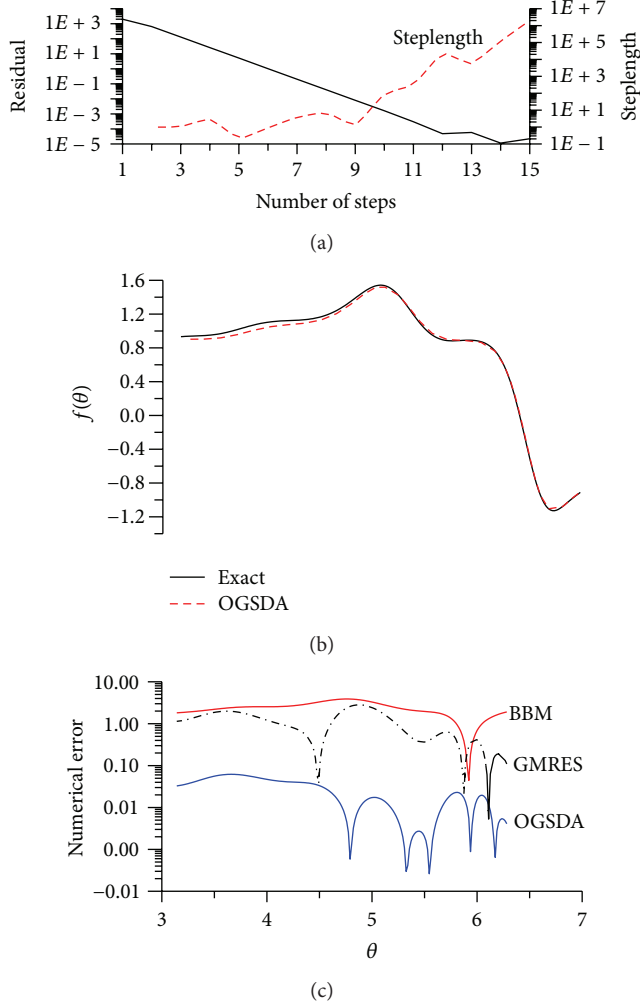 1E + 3
1E + 1
1E − 1
1E − 3
1E − 5
Residual
1E + 7
1E + 5
1E + 3
1E + 1
1E − 1
Steplength
Steplength
1 3 5 7 9 11 13 15
Number of steps
(a)
1.6
1.2
0.8
0.4
0.0
−0.4
−0.8
−1.2
f(θ)
Exact
OGSDA
(b)
10.00
1.00
0.10
0.01
0.00
−0.01
Numerical error
BBM
GMRES
OGSDA
3 4 5 6 7
θ
(c)